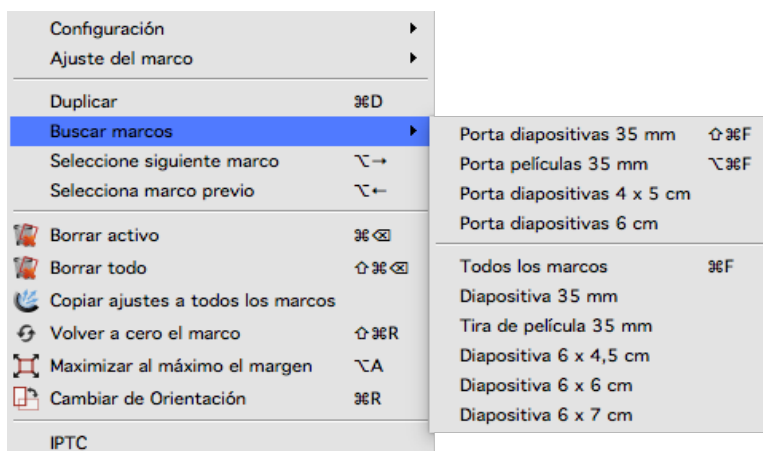 Configuración
Ajuste del marco
Duplicar ⌘D
Buscar marcos
Seleccione siguiente marco ⌥→
Selecciona marco previo ⌥←
Borrar activo ⌘⌫
Borrar todo ⇧⌘⌫
Copiar ajustes a todos los marcos
Volver a cero el marco ⇧⌘R
Maximizar al máximo el margen ⌥A
Cambiar de Orientación ⌘R
IPTC
Porta diapositivas 35 mm ⇧⌘F
Porta películas 35 mm ⌥⌘F
Porta diapositivas 4 x 5 cm
Porta diapositivas 6 cm
Todos los marcos ⌘F
Diapositiva 35 mm
Tira de película 35 mm
Diapositiva 6 x 4,5 cm
Diapositiva 6 x 6 cm
Diapositiva 6 x 7 cm